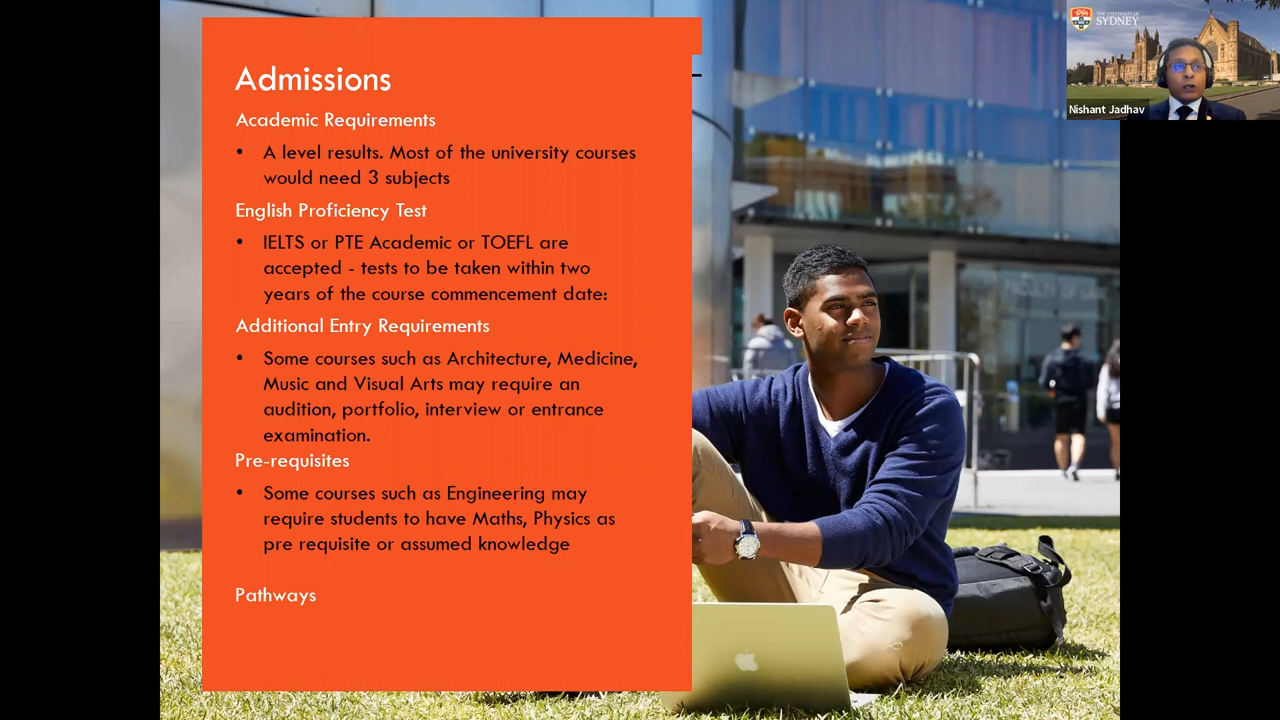 Admissions
Academic Requirements
• A level results. Most of the university courses
would need 3 subjects
English Proficiency Test
• IELTS or PTE Academic or TOEFL are
accepted - tests to be taken within two
years of the course commencement date:
Additional Entry Requirements
• Some courses such as Architecture, Medicine,
Music and Visual Arts may require an
audition, portfolio, interview or entrance
examination.
Pre-requisites
• Some courses such as Engineering may
require students to have Maths, Physics as
pre requisite or assumed knowledge
Pathways
THE UNIVERSITY OF
SYDNEY
Nishant Jadhav